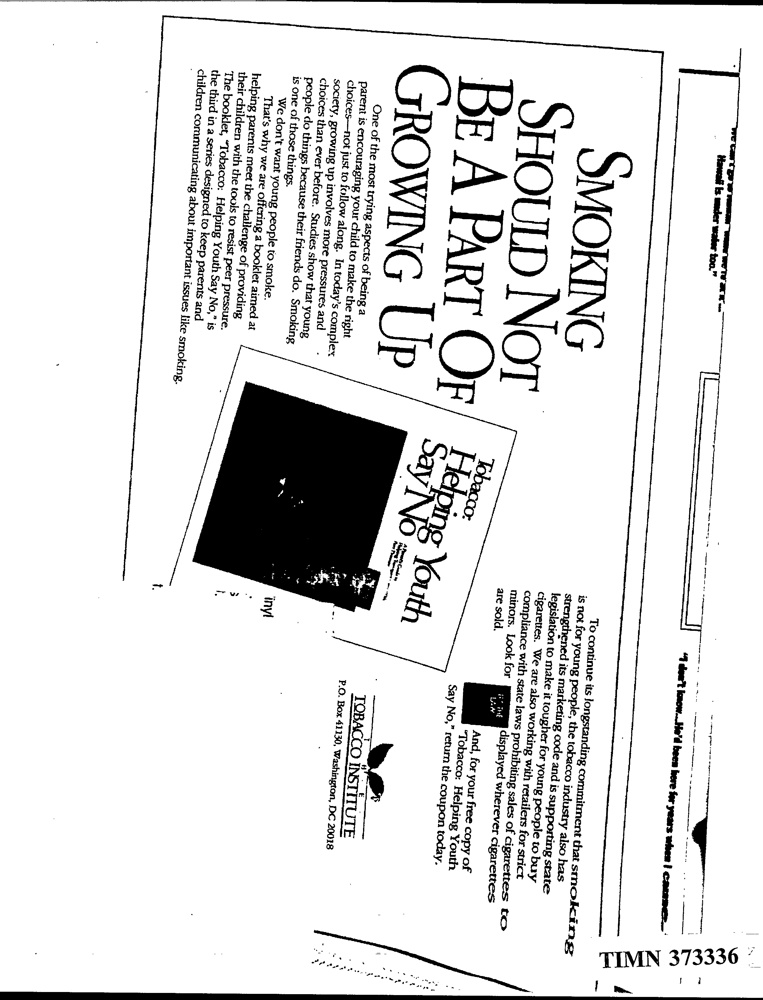 Hawaii is under water too."
"I don't know...He'd been here for years when I
SMOKING
SHOULD NOT
BE A PART OF
GROWING UP
One of the most trying aspects of being a
parent is encouraging your child to make the right
choices—not just to follow along. In today's complex
society, growing up involves more pressures and
choices than ever before. Studies show that young
people do things because their friends do. Smoking
is one of those things.
We don't want young people to smoke.
That's why we are offering a booklet aimed at
helping parents meet the challenge of providing
their children with the tools to resist peer pressure.
The booklet, "Tobacco: Helping Youth Say No," is
the third in a series designed to keep parents and
children communicating about important issues like smoking.
Tobacco:
Helping Youth
Say No
To continue its longstanding commitment that smoking
is not for young people, the tobacco industry also has
strengthened its marketing code and is supporting state
legislation to make it tougher for young people to buy
cigarettes. We are also working with retailers for strict
compliance with state laws prohibiting sales of cigarettes to
minors. Look for displayed wherever cigarettes
are sold.
And, for your free copy of
"Tobacco: Helping Youth
Say No," return the coupon today.
THE
TOBACCO INSTITUTE
P.O. Box 41130, Washington, DC 20018
inyl
TIMN 373336